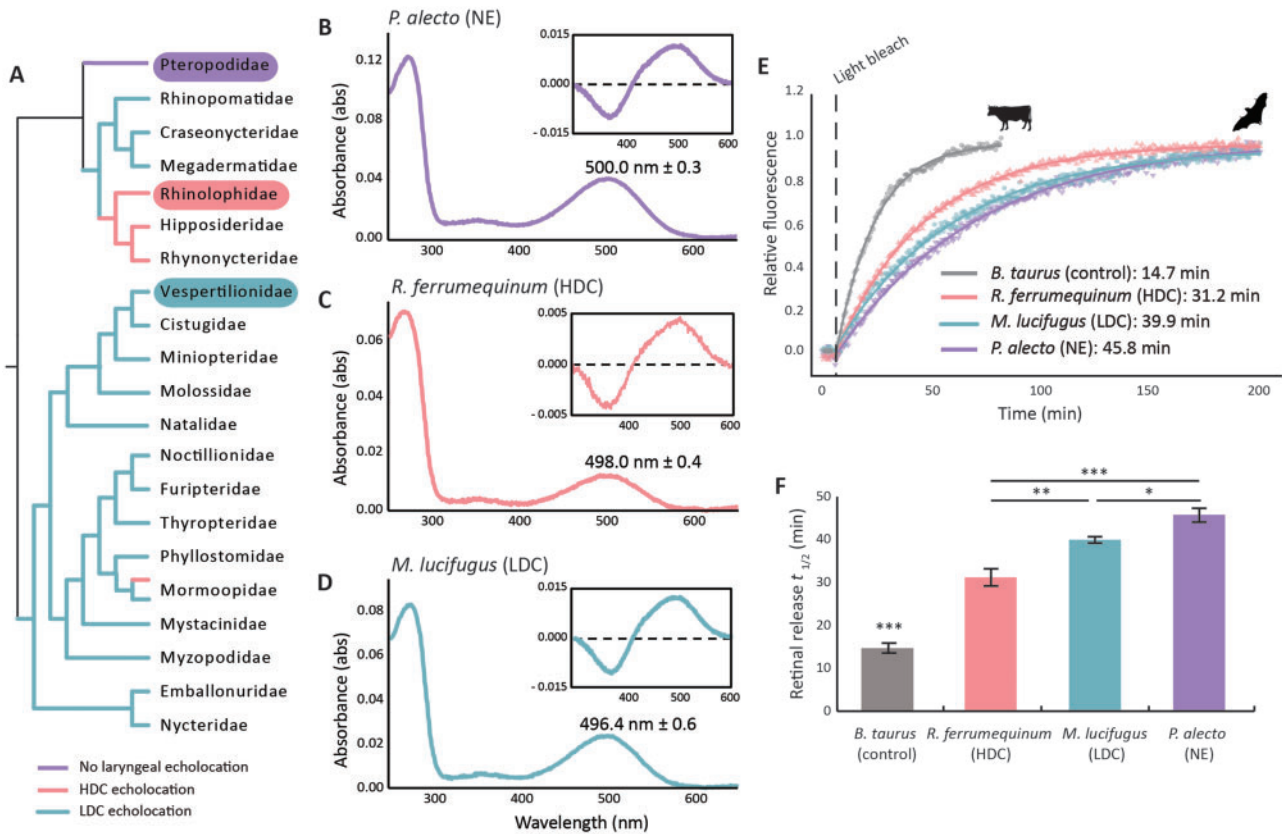 A
Pteropodidae
Rhinopomatidae
Craseonycteridae
Megadermatidae
Rhinolophidae
Hipposideridae
Rhynonycteridae
Vespertilionidae
Cistugidae
Miniopteridae
Molossidae
Natalidae
Noctillionidae
Furipteridae
Thyropteridae
Phyllostomidae
Mormoopidae
Mystacinidae
Myzopodidae
Emballonuridae
Nycteridae
No laryngeal echolocation
HDC echolocation
LDC echolocation
B
P. alecto (NE)
Absorbance (abs)
0.12
0.08
0.04
0.00
300
400
500
600
0.015
0.000
-0.015
400
500
600
500.0 nm ± 0.3
C
R. ferrumequinum (HDC)
Absorbance (abs)
0.06
0.04
0.02
0.00
300
400
500
600
0.005
0.000
-0.005
400
500
600
498.0 nm ± 0.4
D
M. lucifugus (LDC)
Absorbance (abs)
0.08
0.06
0.04
0.02
0.00
300
400
500
600
0.015
0.000
-0.015
400
500
600
496.4 nm ± 0.6
Wavelength (nm)
E
Light bleach
Relative fluorescence
1.2
1.0
0.8
0.6
0.4
0.2
0.0
0
50
100
150
200
Time (min)
B. taurus (control): 14.7 min
R. ferrumequinum (HDC): 31.2 min
M. lucifugus (LDC): 39.9 min
P. alecto (NE): 45.8 min
F
Retinal release t 1/2 (min)
50
40
30
20
10
0
***
**
*
***
B. taurus
(control)
R. ferrumequinum
(HDC)
M. lucifugus
(LDC)
P. alecto
(NE)